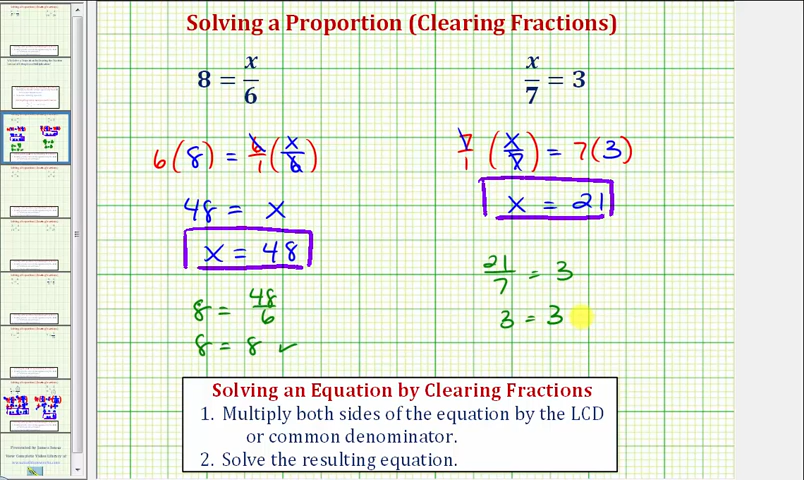 Solving a Proportion (Clearing Fractions)
8 = x/6
6(8) = 6/1(x/6)
48 = x
x = 48
8 = 48/6
8 = 8 ✓
x/7 = 3
7/1(x/7) = 7(3)
x = 21
21/7 = 3
3 = 3
Solving an Equation by Clearing Fractions
1. Multiply both sides of the equation by the LCD
or common denominator.
2. Solve the resulting equation.